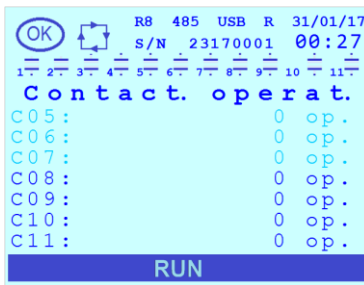 OK R8 485 USB R 31/01/17
S/N 23170001 00:27
1 2 3 4 5 6 7 8 9 10 11
Contact. operat.
C05: 0 op.
C06: 0 op.
C07: 0 op.
C08: 0 op.
C09: 0 op.
C10: 0 op.
C11: 0 op.
RUN